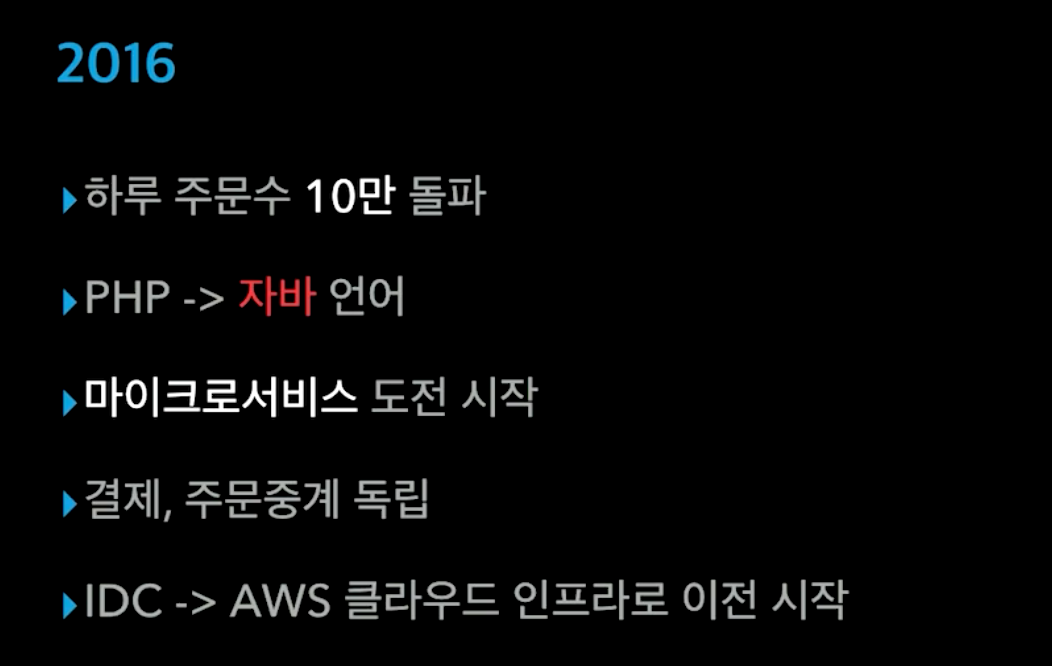 2016
▸하루 주문수 10만 돌파
▸PHP -> 자바 언어
▸마이크로서비스 도전 시작
▸결제, 주문중계 독립
▸IDC -> AWS 클라우드 인프라로 이전 시작